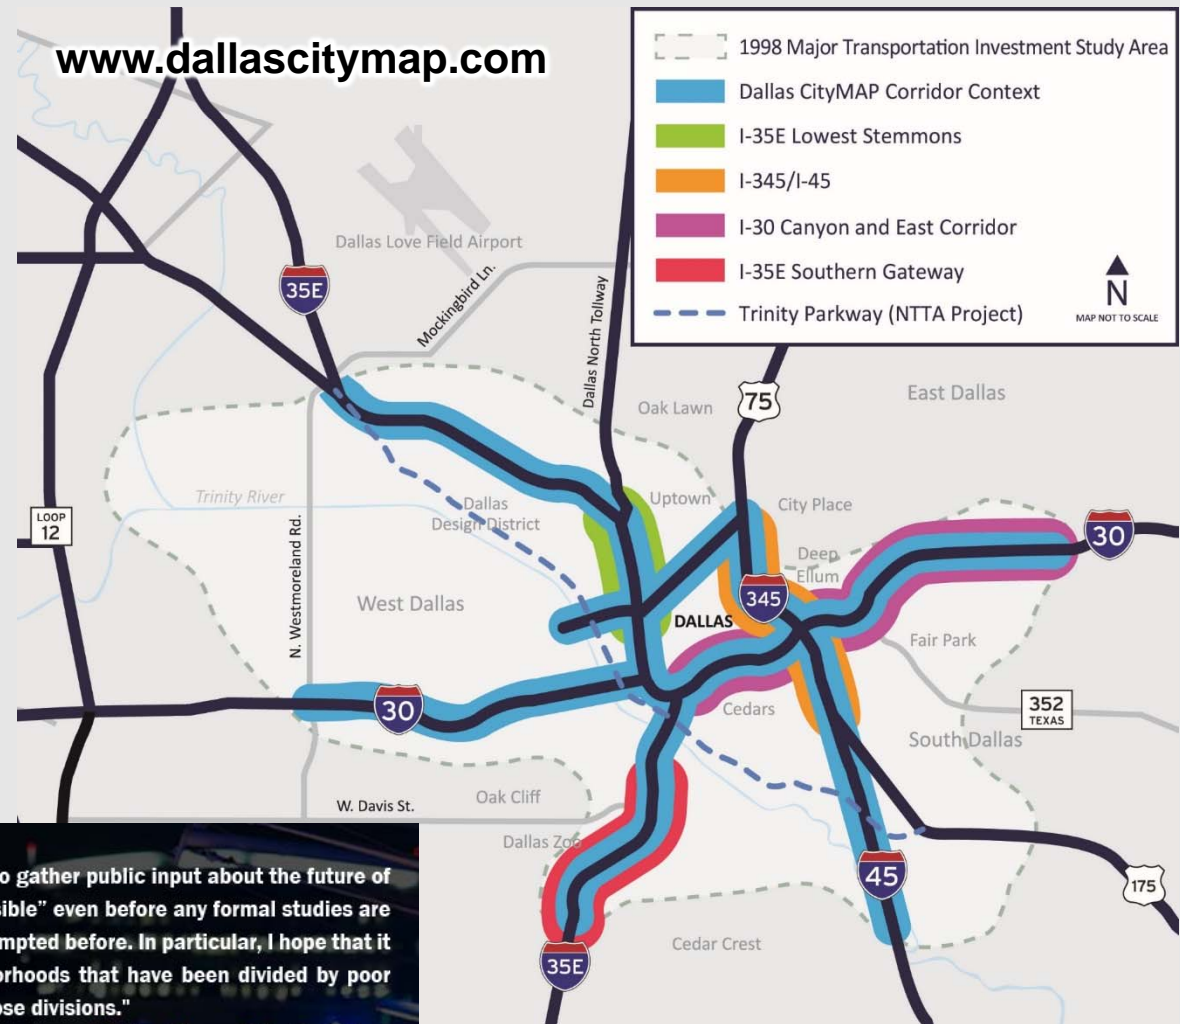 www.dallascitymap.com
1998 Major Transportation Investment Study Area
Dallas CityMAP Corridor Context
I-35E Lowest Stemmons
I-345/I-45
I-30 Canyon and East Corridor
I-35E Southern Gateway
Trinity Parkway (NTTA Project)
N
MAP NOT TO SCALE
Dallas Love Field Airport
35E
Mockingbird Ln.
Dallas North Tollway
75
East Dallas
Oak Lawn
Trinity River
Dallas
Design District
Uptown
City Place
LOOP
12
N. Westmoreland Rd.
Deep
Ellum
30
345
West Dallas
DALLAS
Fair Park
30
Cedars
352
TEXAS
South Dallas
W. Davis St.
Oak Cliff
Dallas Zoo
45
175
Cedar Crest
35E
o gather public input about the future of
sible” even before any formal studies are
mpted before. In particular, I hope that it
orhoods that have been divided by poor
ose divisions."